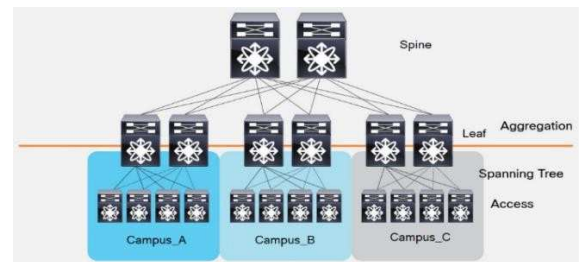 Spine
Aggregation
Leaf
Spanning Tree
Access
Campus_A
Campus_B
Campus_C